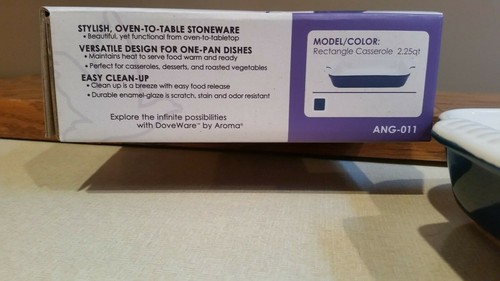 STYLISH, OVEN-TO-TABLE STONEWARE
• Beautiful, yet functional from oven-to-tabletop
VERSATILE DESIGN FOR ONE-PAN DISHES
• Maintains heat to serve food warm and ready
• Perfect for casseroles, desserts, and roasted vegetables
EASY CLEAN-UP
• Clean up is a breeze with easy food release
• Durable enamel-glaze is scratch, stain and odor resistant
Explore the infinite possibilities
with DoveWare™ by Aroma®
MODEL/COLOR:
Rectangle Casserole 2.25qt
ANG-011